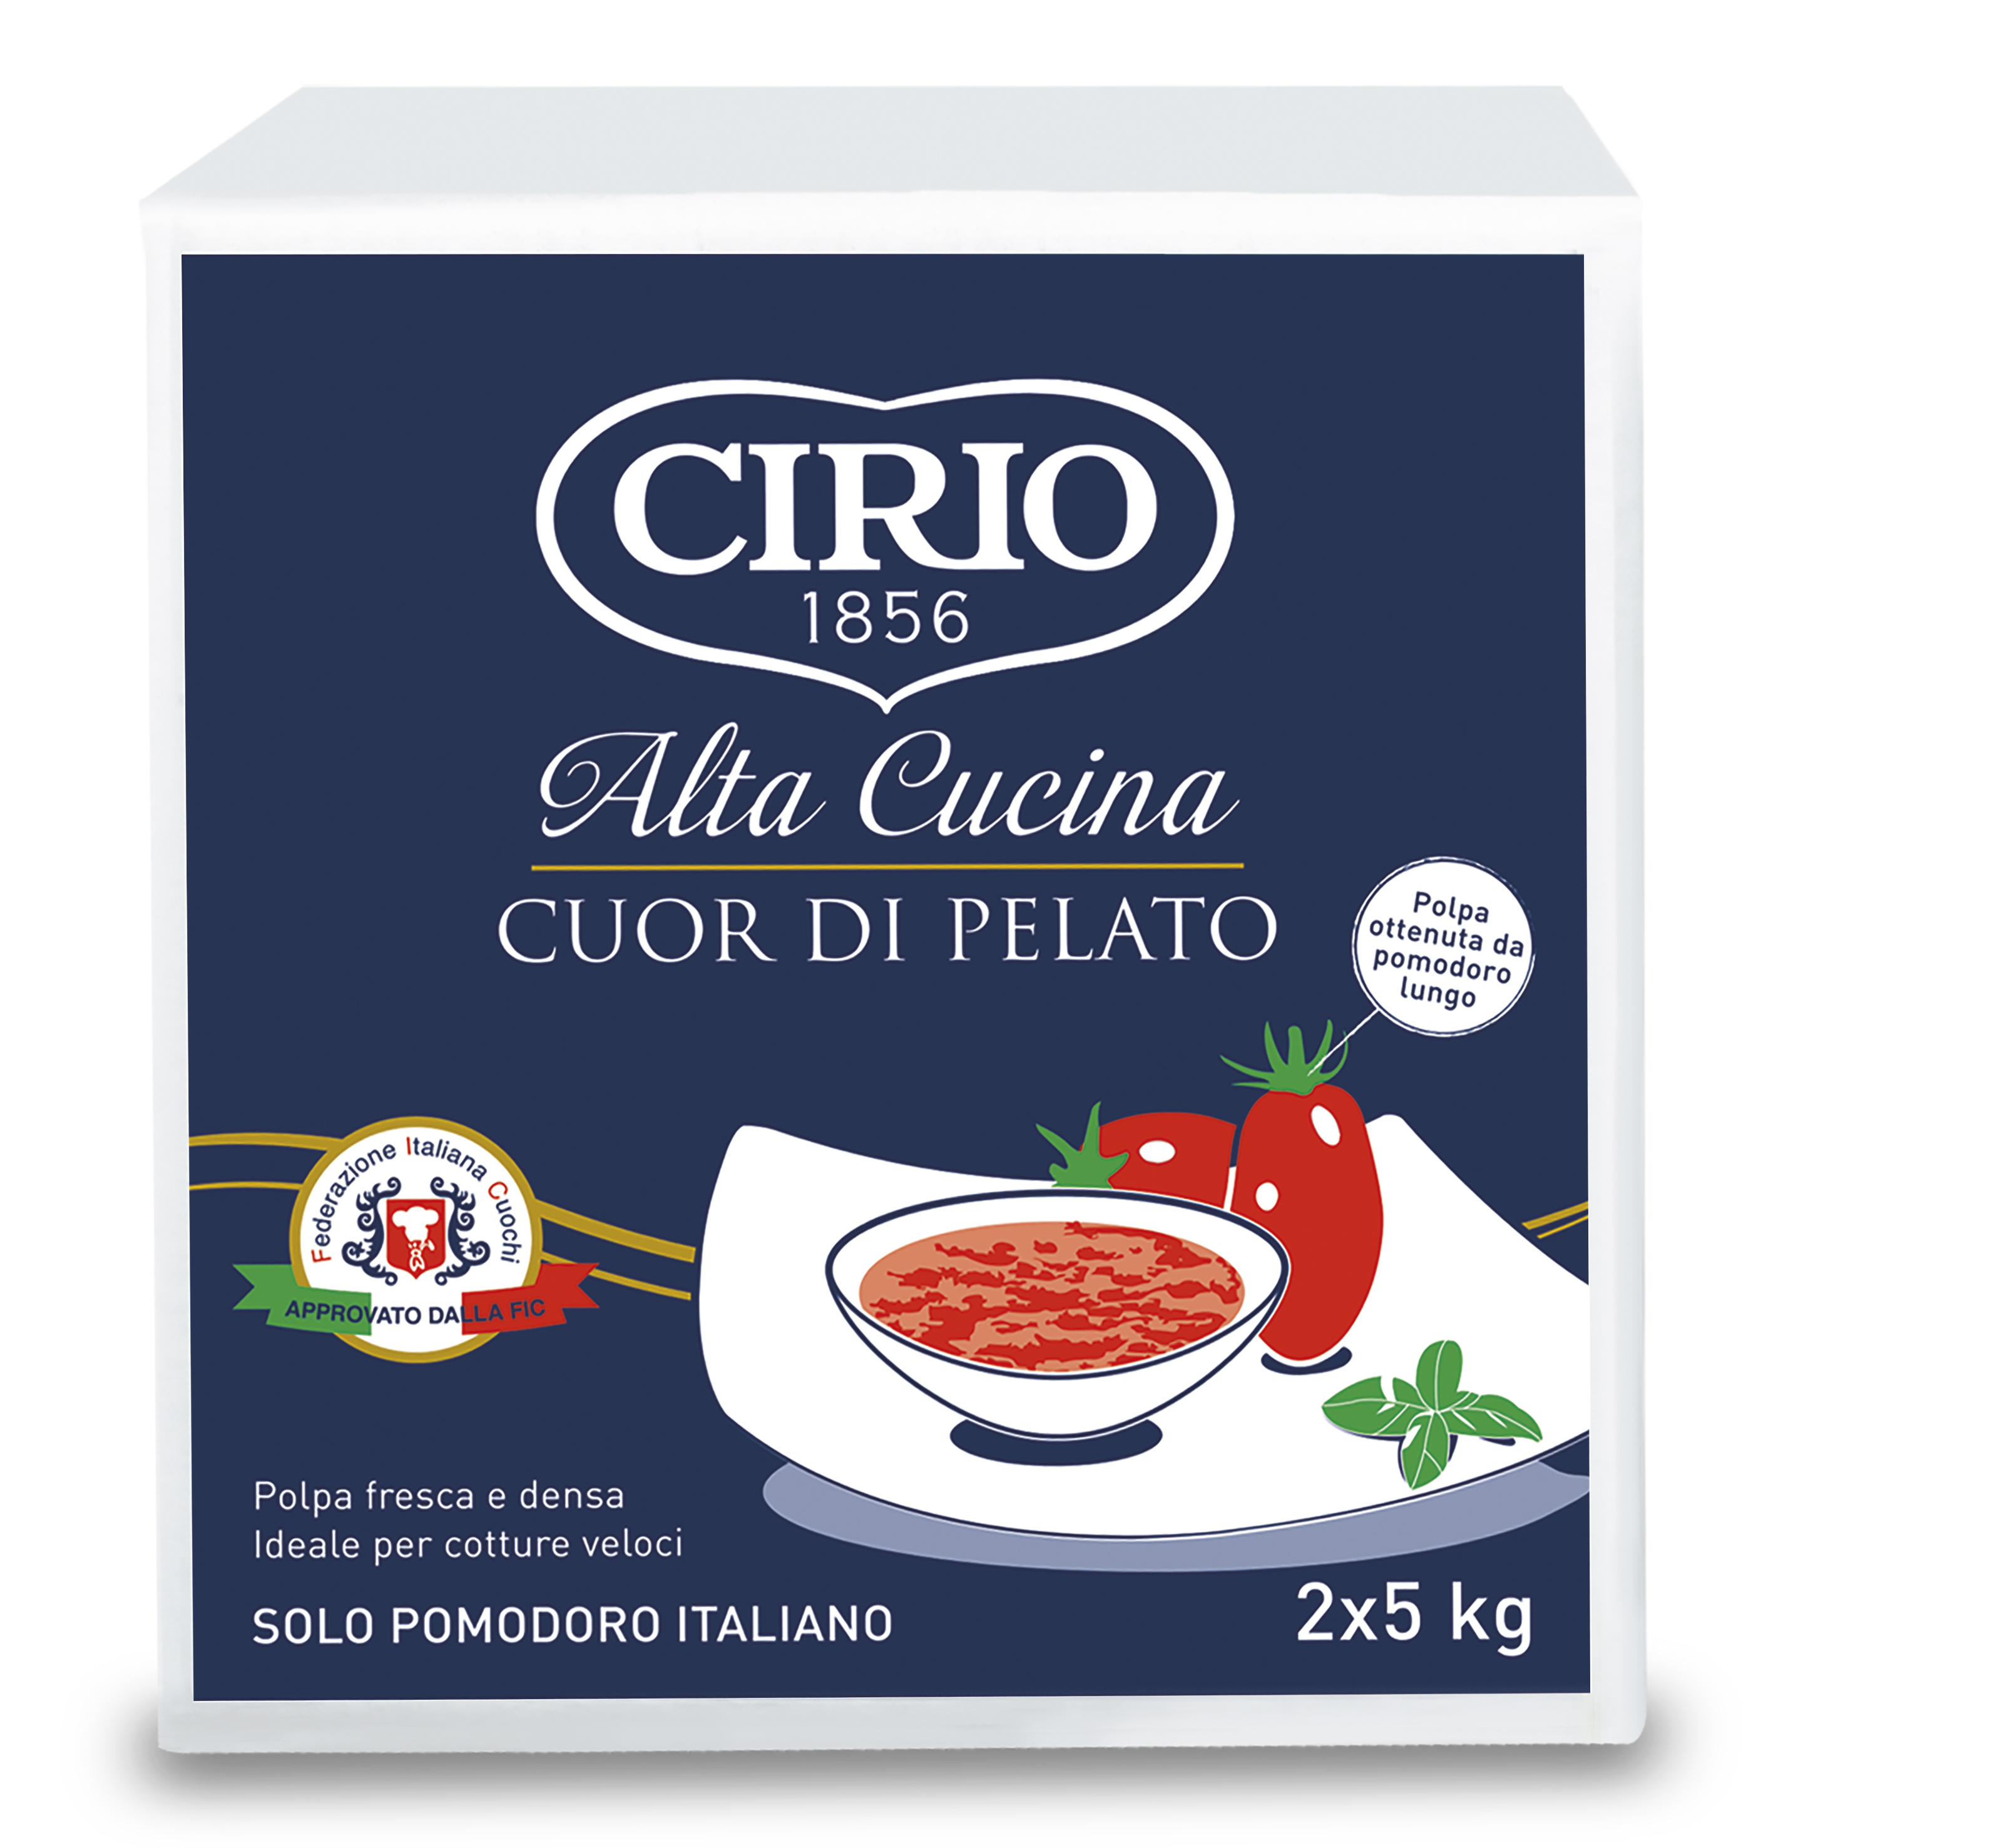 CIRIO
1856
Alta Cucina
CUOR DI PELATO
Polpa
ottenuta da
pomodoro
lungo
Federazione Italiana Cuochi
APPROVATO DALLA FIC
Polpa fresca e densa
Ideale per cotture veloci
SOLO POMODORO ITALIANO
2x5 kg